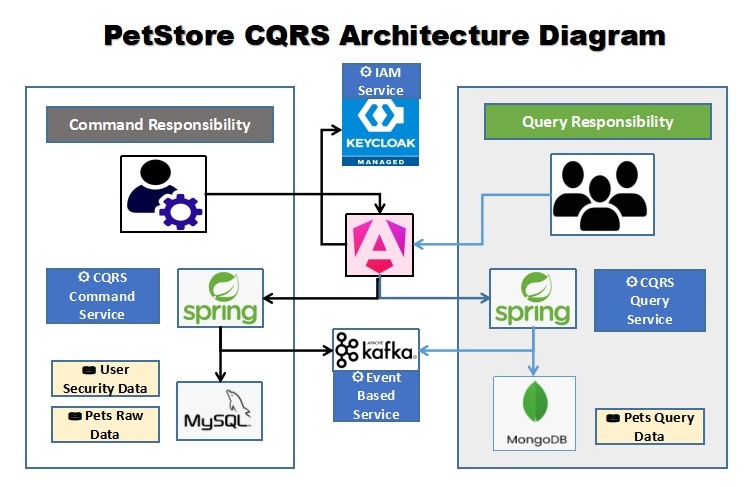 PetStore CQRS Architecture Diagram
IAM
Service
KEYCLOAK
MANAGED
Command Responsibility
Query Responsibility
CQRS
Command
Service
spring
spring
CQRS
Query
Service
APACHE
kafka
Event
Based
Service
User
Security Data
Pets Raw
Data
MySQL
MongoDB
Pets Query
Data